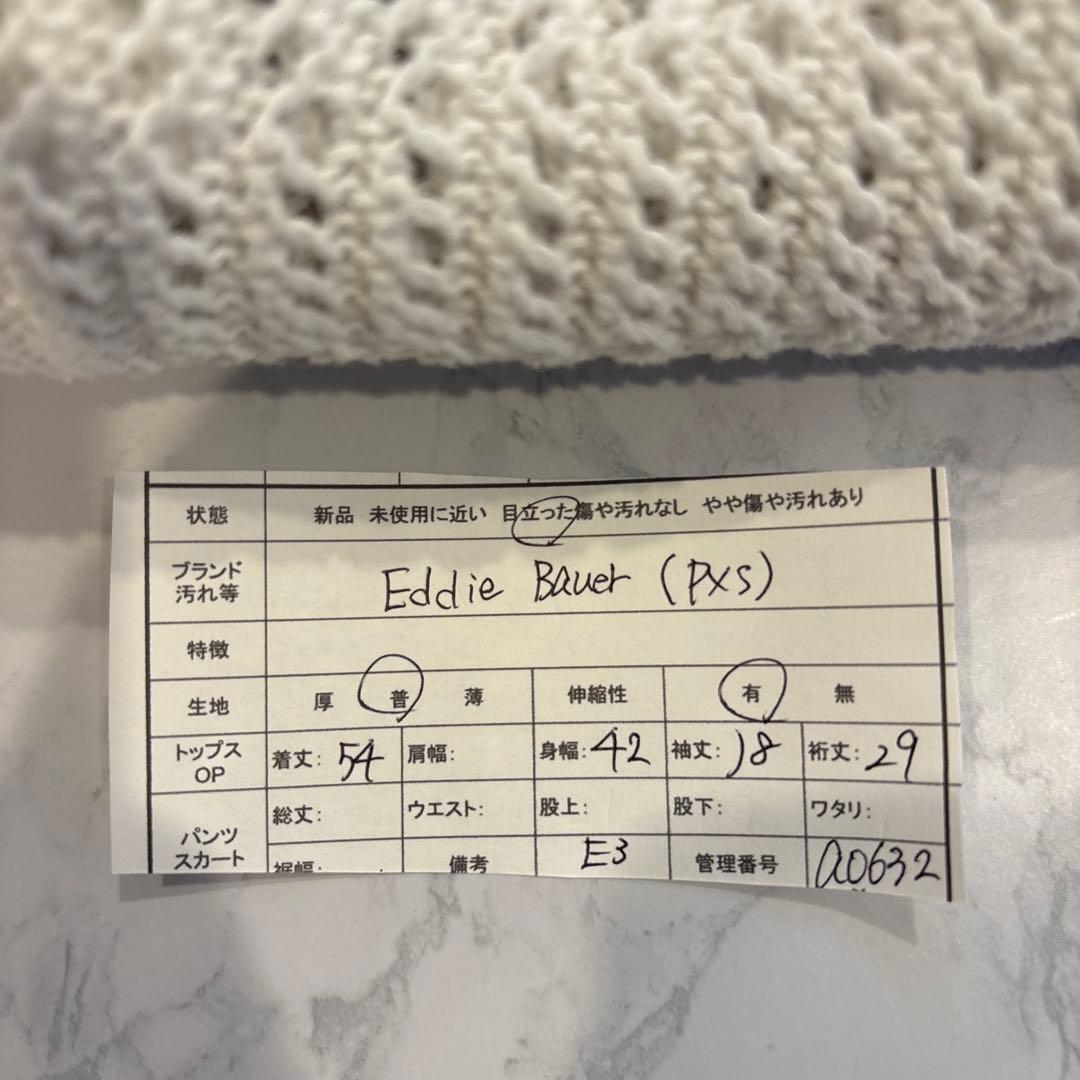 状態 新品 未使用に近い 目立った傷や汚れなし やや傷や汚れあり
ブランド
汚れ等 Eddie Bauer (PXS)
特徴
生地 厚 普 薄 伸縮性 有 無
トップス
OP 着丈: 54 肩幅: 身幅: 42 袖丈: 18 裄丈: 29
総丈: ウエスト: 股上: 股下: ワタリ:
パンツ
スカート 裾幅: 備考 E3 管理番号 a0632